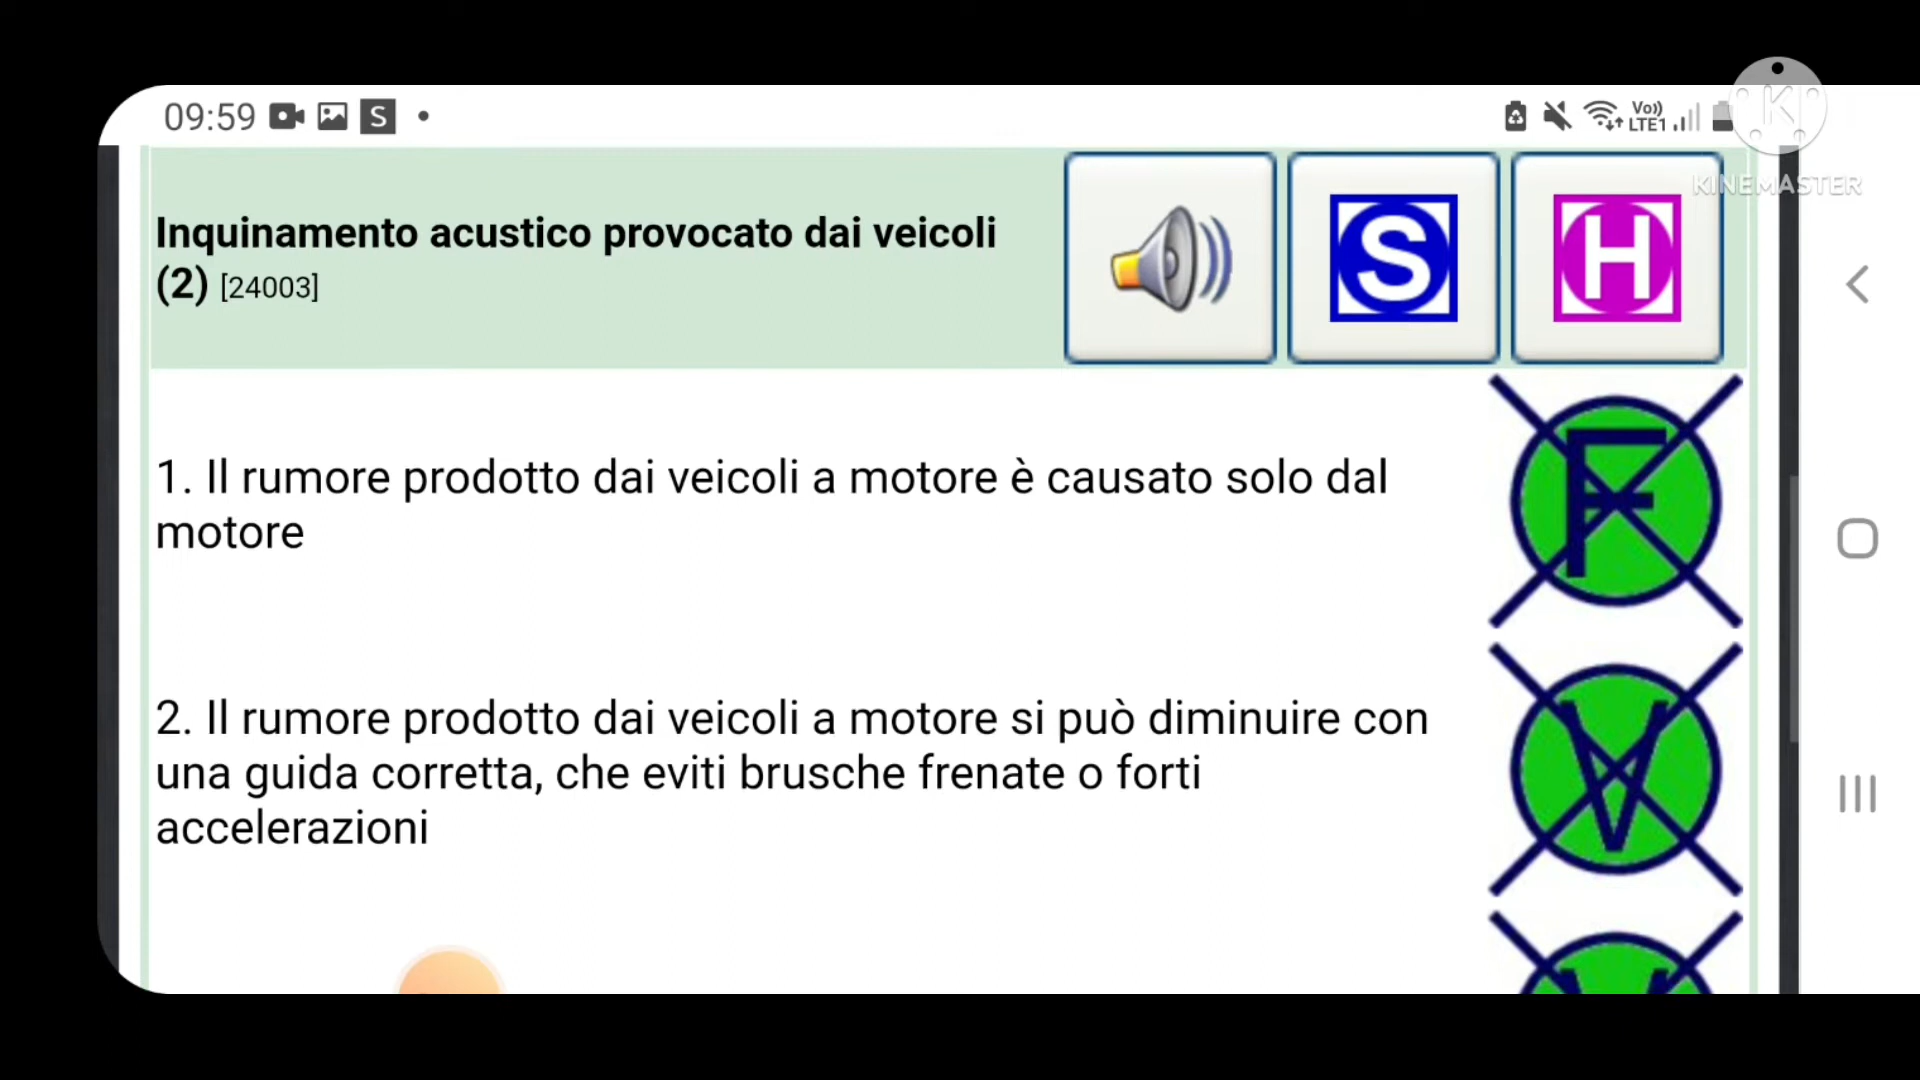 09:59
S
Vo))
LTE1
K
KINEMASTER
Inquinamento acustico provocato dai veicoli
(2) [24003]
S
H
1. Il rumore prodotto dai veicoli a motore è causato solo dal
motore
F
2. Il rumore prodotto dai veicoli a motore si può diminuire con
una guida corretta, che eviti brusche frenate o forti
accelerazioni
V
V